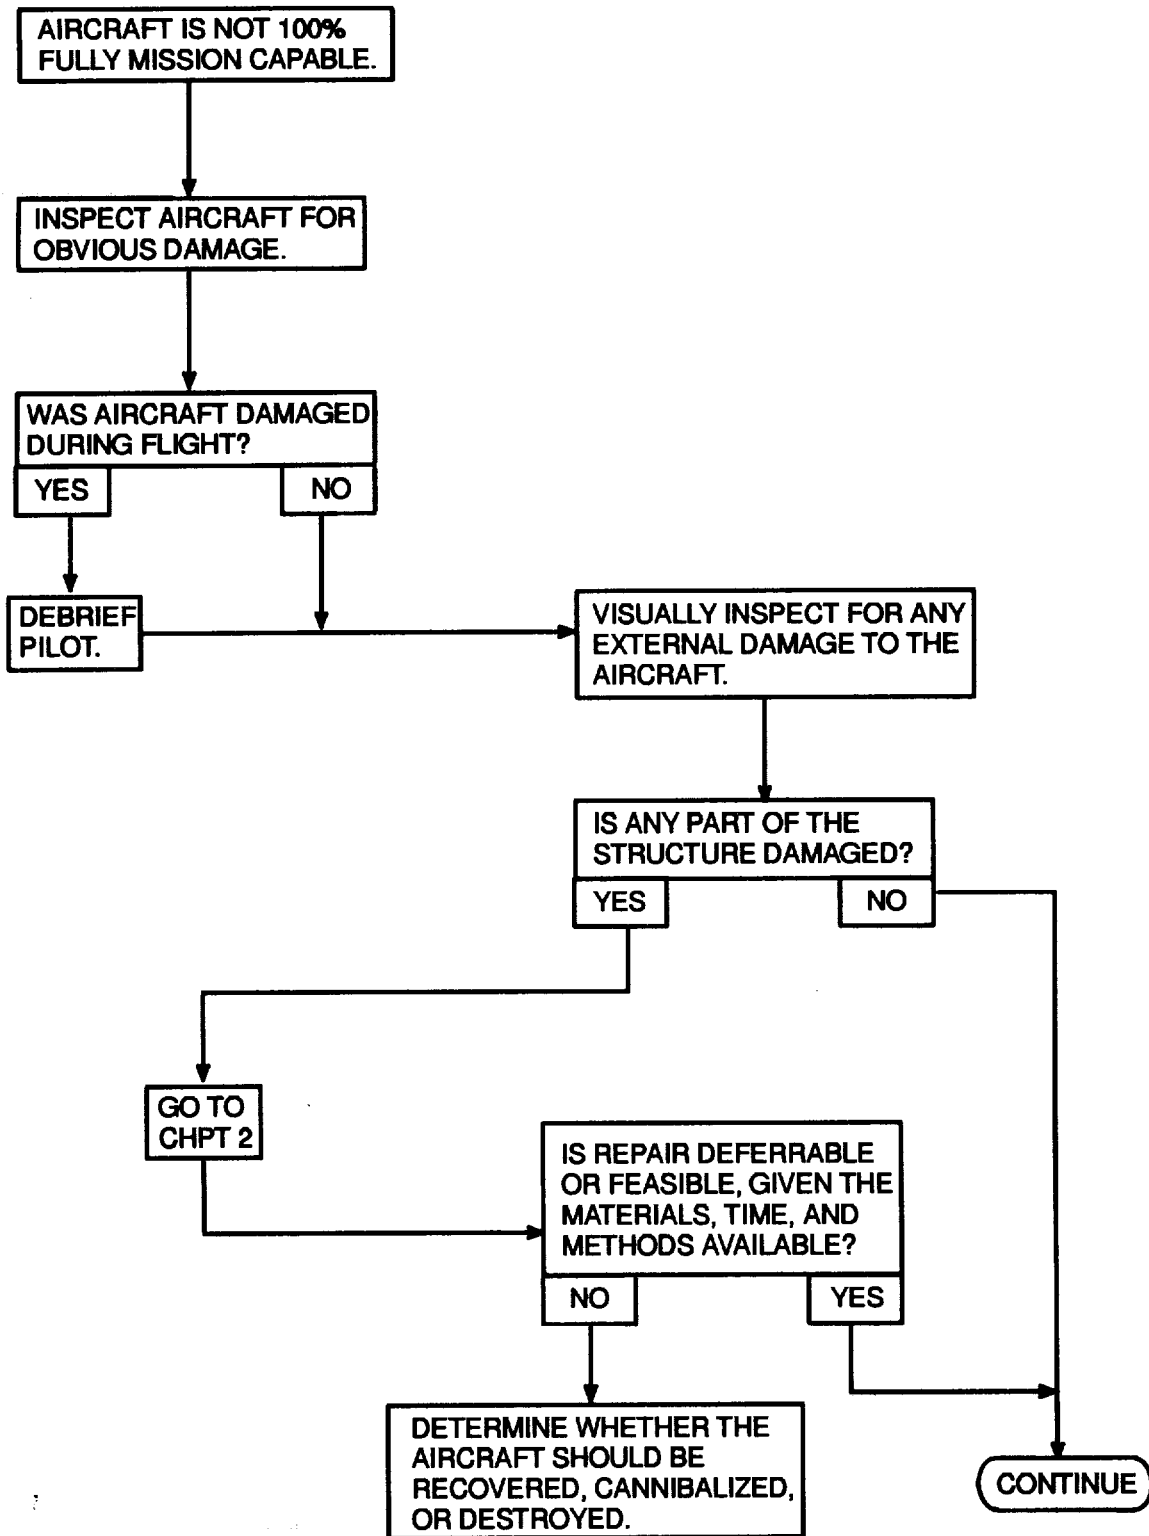 AIRCRAFT IS NOT 100%
FULLY MISSION CAPABLE.
INSPECT AIRCRAFT FOR
OBVIOUS DAMAGE.
WAS AIRCRAFT DAMAGED
DURING FLIGHT?
YES
NO
DEBRIEF
PILOT.
VISUALLY INSPECT FOR ANY
EXTERNAL DAMAGE TO THE
AIRCRAFT.
IS ANY PART OF THE
STRUCTURE DAMAGED?
YES
NO
GO TO
CHPT 2
IS REPAIR DEFERRABLE
OR FEASIBLE, GIVEN THE
MATERIALS, TIME, AND
METHODS AVAILABLE?
NO
YES
DETERMINE WHETHER THE
AIRCRAFT SHOULD BE
RECOVERED, CANNIBALIZED,
OR DESTROYED.
CONTINUE